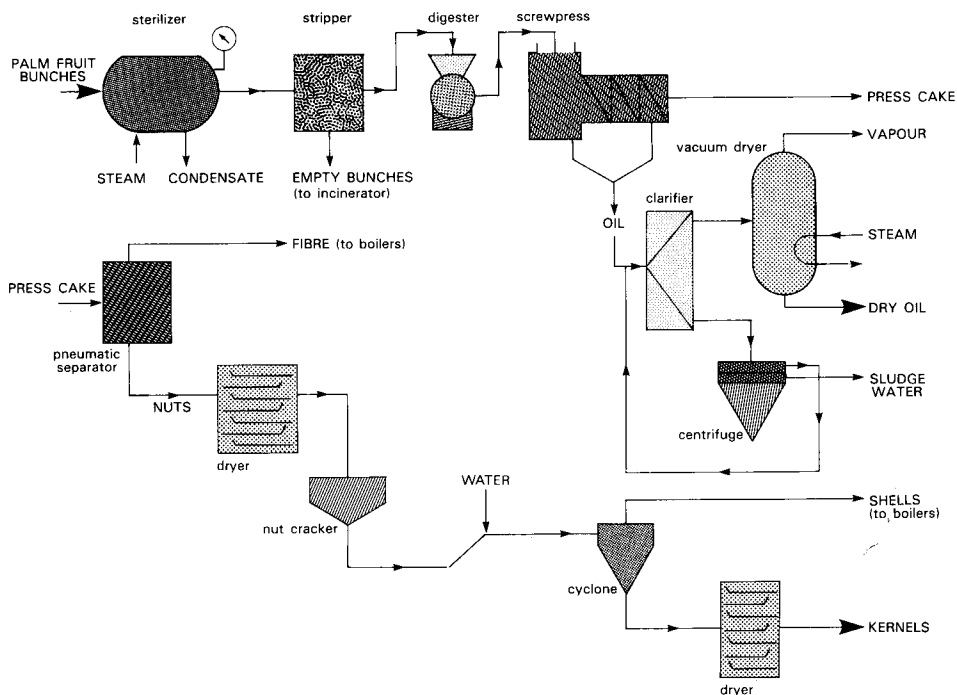 sterilizer
stripper
digester
screwpress
PALM FRUIT
BUNCHES
PRESS CAKE
STEAM
CONDENSATE
EMPTY BUNCHES
(to incinerator)
vacuum dryer
VAPOUR
OIL
clarifier
STEAM
DRY OIL
FIBRE (to boilers)
PRESS CAKE
pneumatic
separator
NUTS
dryer
SLUDGE
WATER
centrifuge
nut cracker
WATER
SHELLS
(to boilers)
cyclone
KERNELS
dryer